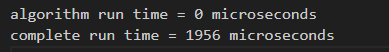 algorithm run time = 0 microseconds
complete run time = 1956 microseconds